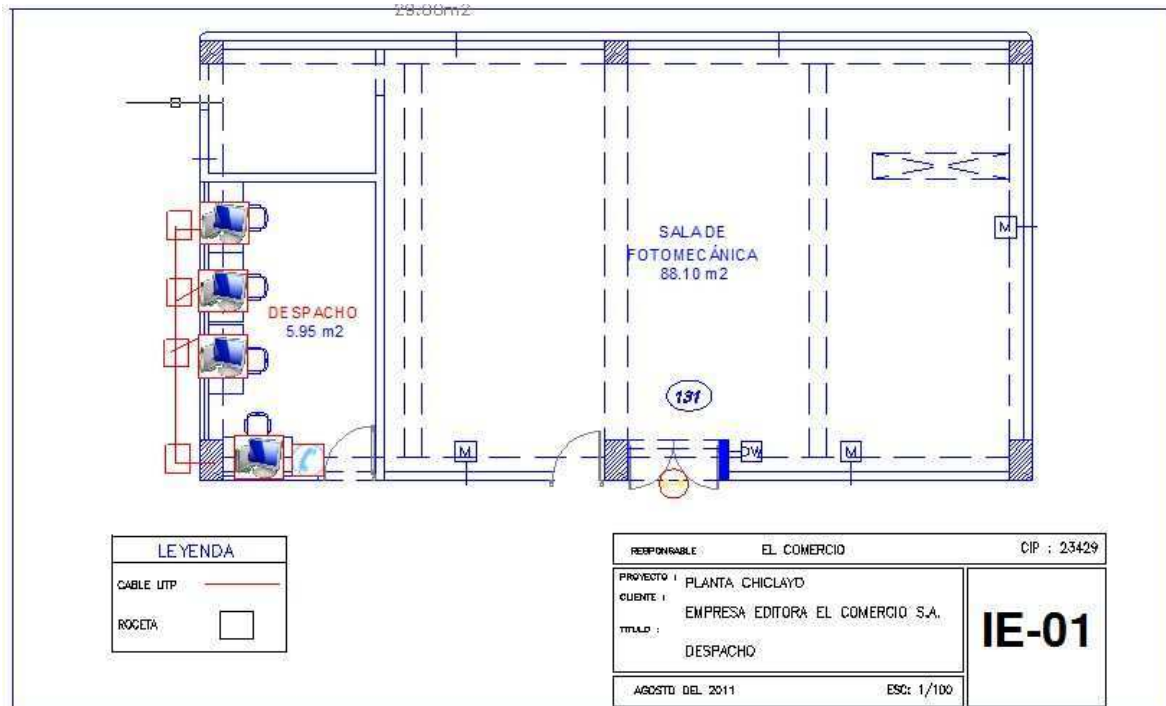 29.00m2
SALA DE
FOTOMECÁNICA
88.10 m2
M
DESPACHO
5.95 m2
131
M
DW
M
LEYENDA
CABLE UTP
ROCETA
RESPONSABLE EL COMERCIO CIP : 23429
PROYECTO : PLANTA CHICLAYO
CLIENTE :
EMPRESA EDITORA EL COMERCIO S.A.
TITULO :
DESPACHO
IE-01
AGOSTO DEL 2011 ESC: 1/100